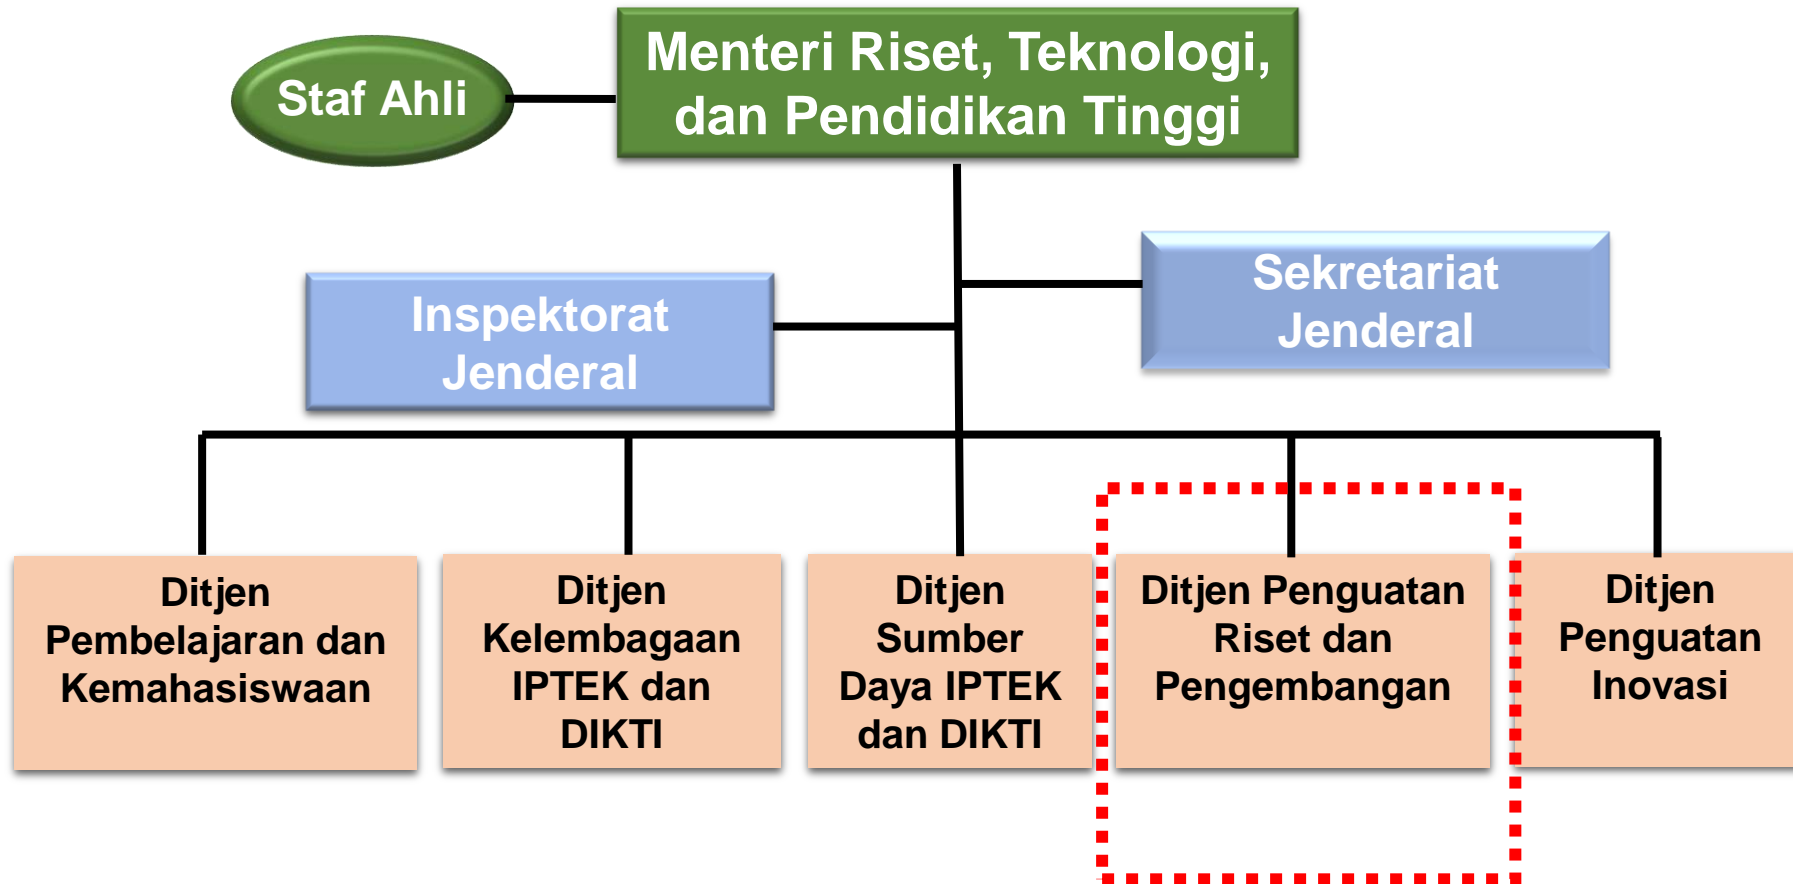 Staf Ahli
Menteri Riset, Teknologi,
dan Pendidikan Tinggi
Sekretariat
Jenderal
Inspektorat
Jenderal
Ditjen
Pembelajaran dan
Kemahasiswaan
Ditjen
Kelembagaan
IPTEK dan
DIKTI
Ditjen
Sumber
Daya IPTEK
dan DIKTI
Ditjen Penguatan
Riset dan
Pengembangan
Ditjen
Penguatan
Inovasi